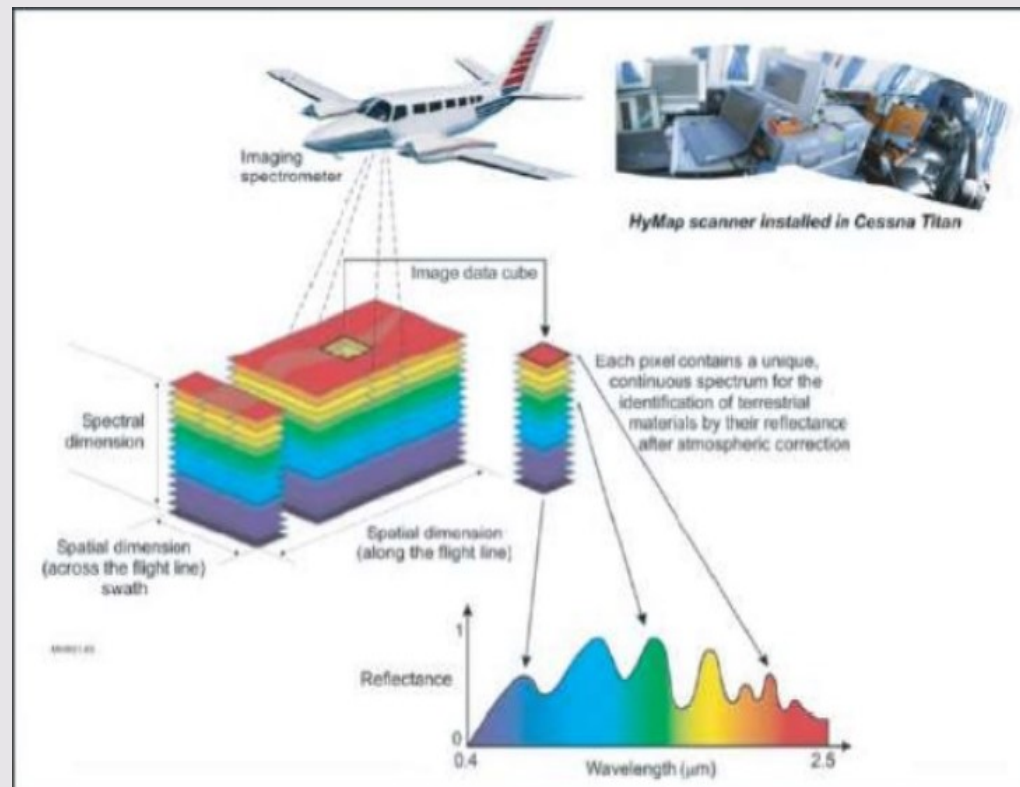 Imaging
spectrometer
HyMap scanner installed in Cessna Titan
Image data cube
Each pixel contains a unique,
continuous spectrum for the
identification of terrestrial
materials by their reflectance
after atmospheric correction
Spectral
dimension
Spatial dimension
(across the flight line)
swath
Spatial dimension
(along the flight line)
1
Reflectance
0
0.4
Wavelength (μm)
2.5